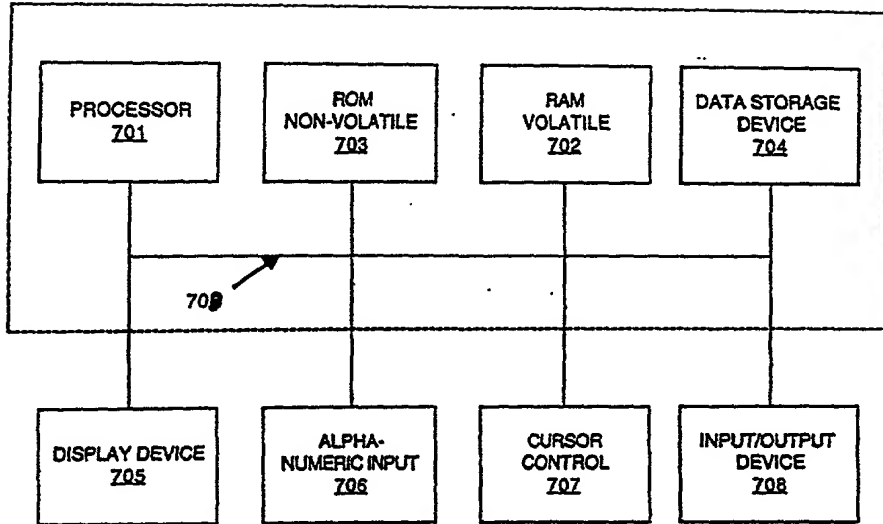 PROCESSOR
701
ROM
NON-VOLATILE
703
RAM
VOLATILE
702
DATA STORAGE
DEVICE
704
709
DISPLAY DEVICE
705
ALPHA-
NUMERIC INPUT
706
CURSOR
CONTROL
707
INPUT/OUTPUT
DEVICE
708